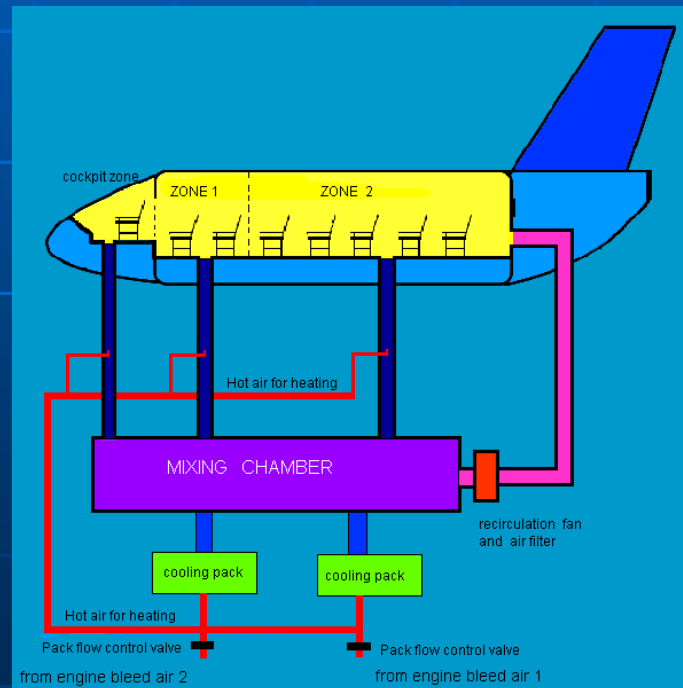 cockpit zone
ZONE 1
ZONE 2
Hot air for heating
MIXING CHAMBER
recirculation fan
and air filter
cooling pack
cooling pack
Hot air for heating
Pack flow control valve
Pack flow control valve
from engine bleed air 2
from engine bleed air 1